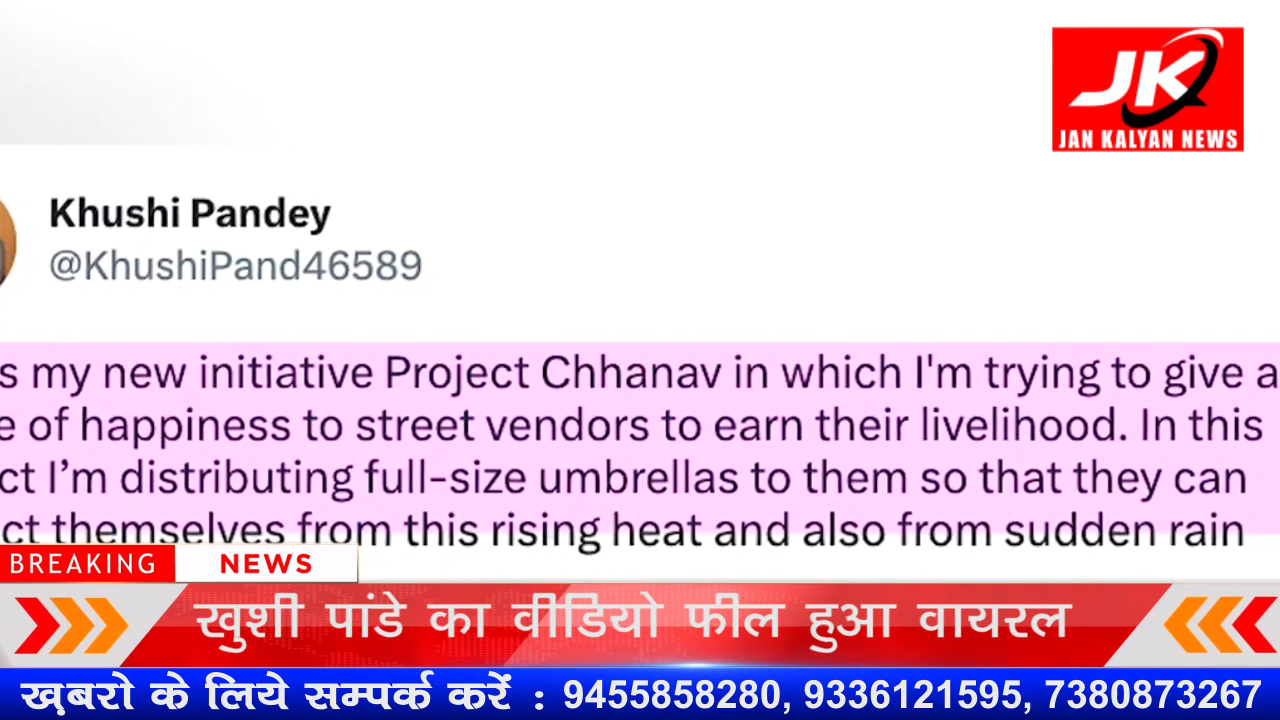 JK
JAN KALYAN NEWS
Khushi Pandey
@KhushiPand46589
s my new initiative Project Chhanav in which I'm trying to give a
e of happiness to street vendors to earn their livelihood. In this
ct I’m distributing full-size umbrellas to them so that they can
ct themselves from this rising heat and also from sudden rain
BREAKING NEWS
खुशी पांडे का वीडियो फील हुआ वायरल
ख़बरो के लिये सम्पर्क करें : 9455858280, 9336121595, 7380873267